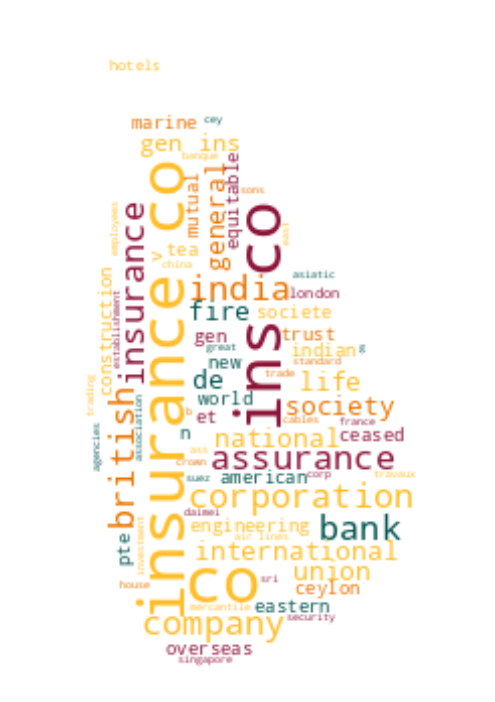 hotels
marine
cey
gen ins
banque
insurance co
mutual
general
equitable
sons
ins co
east
employees
insurance
v
tea
china
construction
establishment
india
asiatic
london
fire
societe
gen
great
trust
indian
g
standard
new
de
trade
life
world
et
b
society
trading
british
association
agencies
cables
france
n
national
ceased
ass
crown
assurance
suez
american
corp
travaux
corporation
daimei
engineering
bank
air lines
pte
investment
international
union
house
co
sri
ceylon
mercantile
eastern
company
security
overseas
singapore